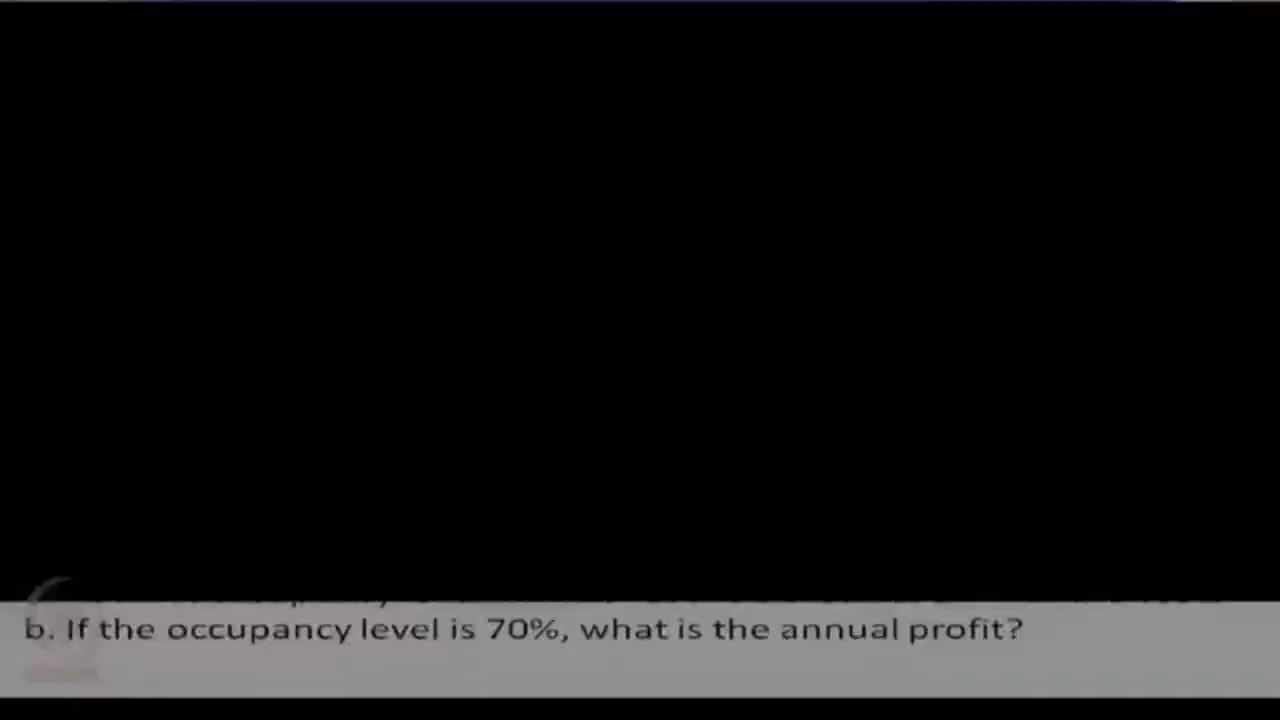 b. If the occupancy level is 70%, what is the annual profit?